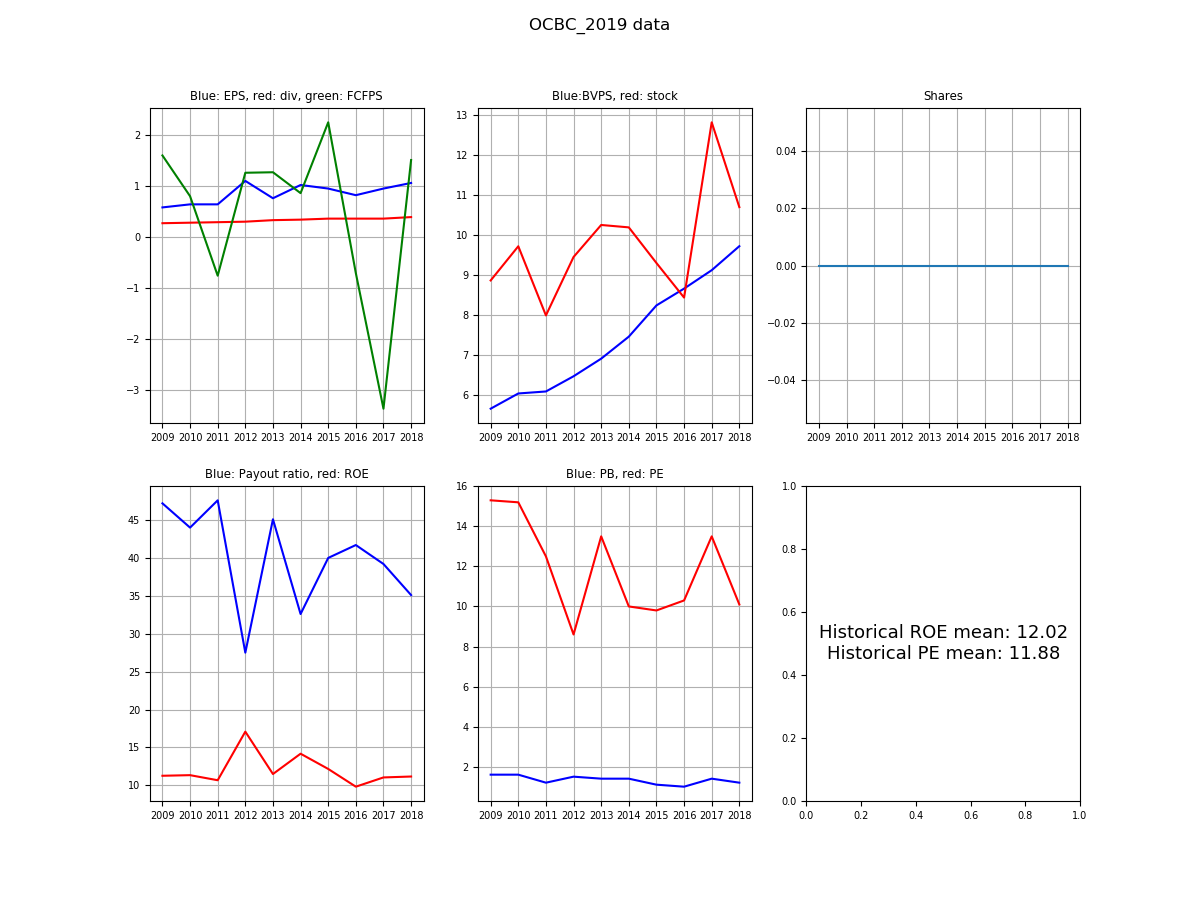 OCBC_2019 data
Blue: EPS, red: div, green: FCFPS
2
1
0
−1
−2
−3
2009 2010 2011 2012 2013 2014 2015 2016 2017 2018
Blue:BVPS, red: stock
13
12
11
10
9
8
7
6
2009 2010 2011 2012 2013 2014 2015 2016 2017 2018
Shares
0.04
0.02
0.00
−0.02
−0.04
2009 2010 2011 2012 2013 2014 2015 2016 2017 2018
Blue: Payout ratio, red: ROE
45
40
35
30
25
20
15
10
2009 2010 2011 2012 2013 2014 2015 2016 2017 2018
Blue: PB, red: PE
16
14
12
10
8
6
4
2
2009 2010 2011 2012 2013 2014 2015 2016 2017 2018
1.0
0.8
0.6
Historical ROE mean: 12.02
Historical PE mean: 11.88
0.4
0.2
0.0
0.0 0.2 0.4 0.6 0.8 1.0